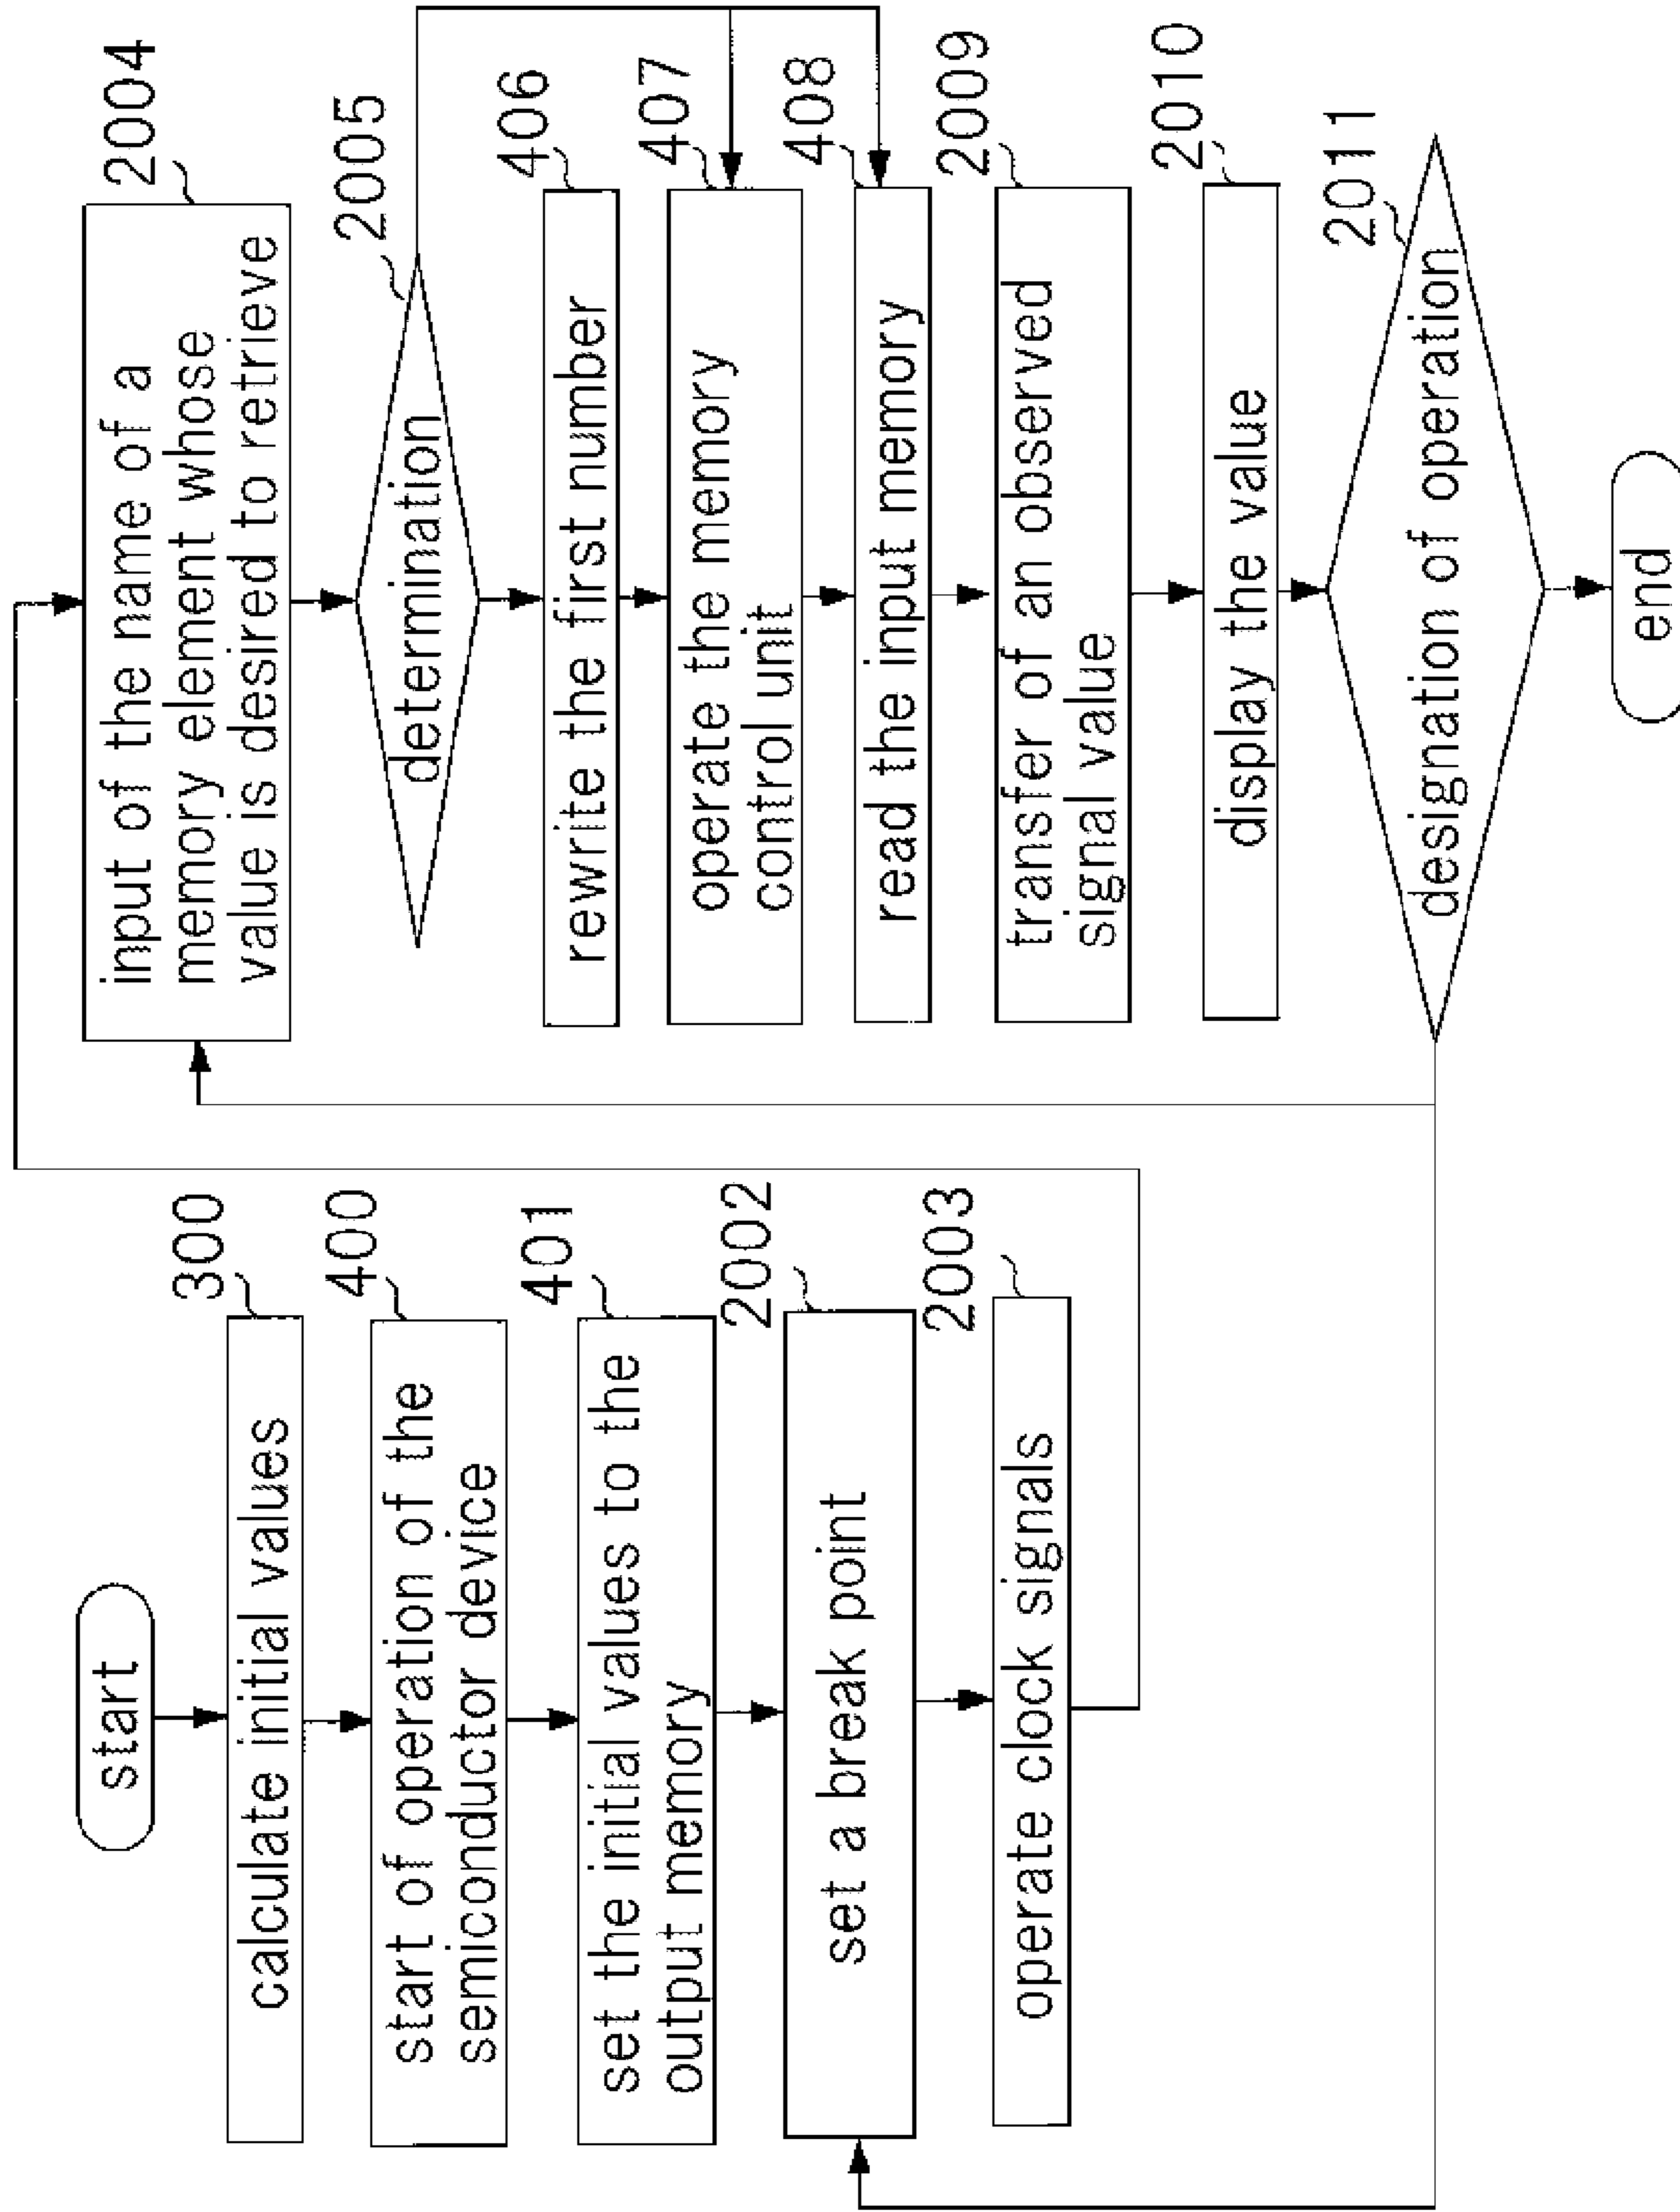 start
300
calculate initial values
400
start of operation of the
semiconductor device
401
set the initial values to the
output memory
2002
set a break point
2003
operate clock signals
2004
input of the name of a
memory element whose
value is desired to retrieve
2005
determination
406
rewrite the first number
407
operate the memory
control unit
408
read the input memory
2009
transfer of an observed
signal value
2010
display the value
2011
designation of operation
end